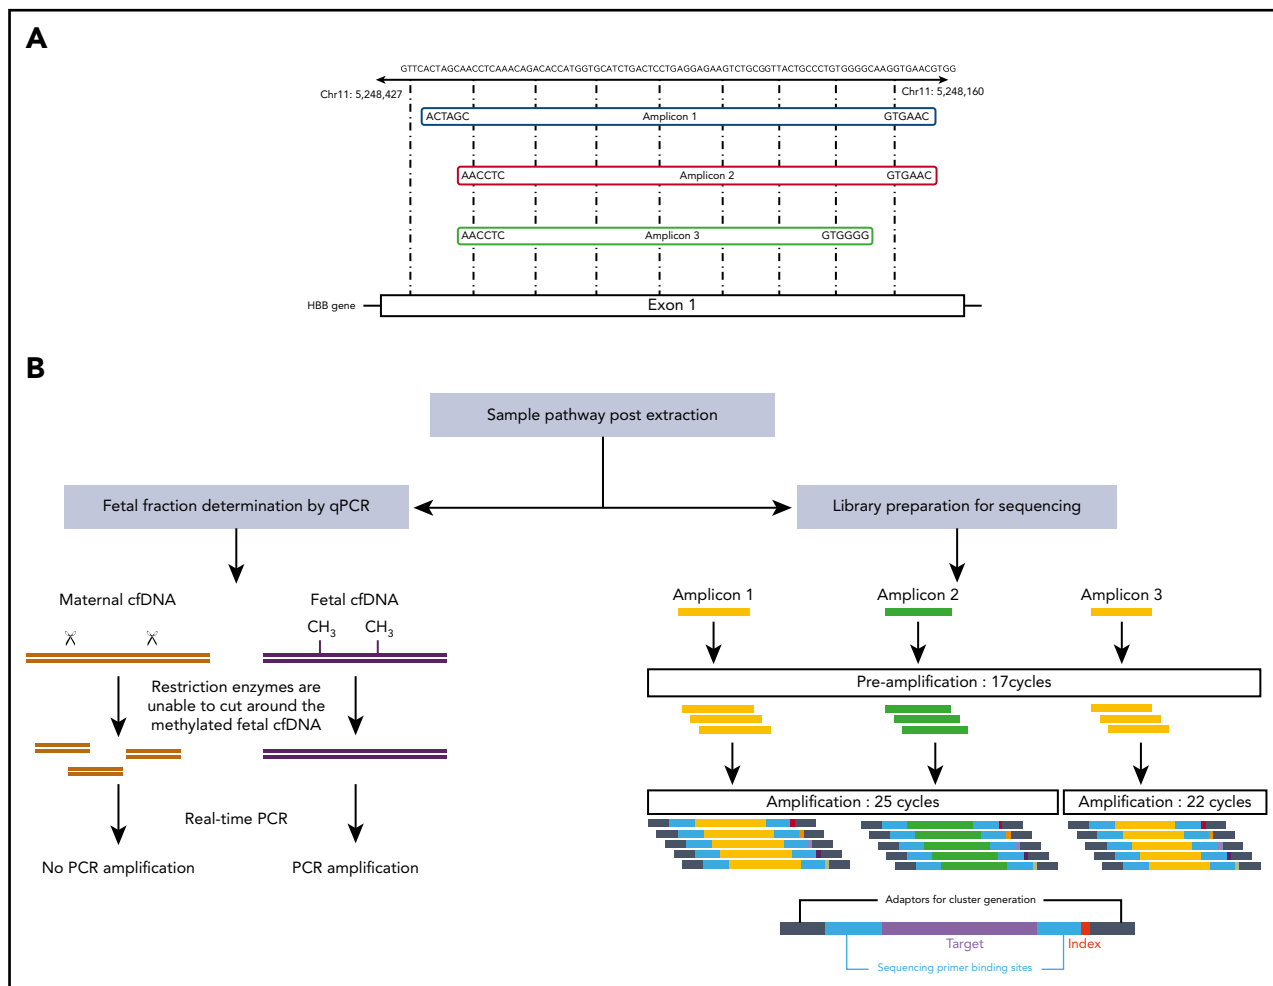 A
GTTCACTAGCAACCTCAAACAGACACCATGGTGCATCTGACTCCTGAGGAGAAGTCTGCGGTTACTGCCCTGTGGGGCAAGGTGAACGTGG
Chr11: 5,248,427
Chr11: 5,248,160
ACTAGC Amplicon 1 GTGAAC
AACCTC Amplicon 2 GTGAAC
AACCTC Amplicon 3 GTGGGG
HBB gene
Exon 1
B
Sample pathway post extraction
Fetal fraction determination by qPCR
Library preparation for sequencing
Maternal cfDNA
Fetal cfDNA
CH3 CH3
Restriction enzymes are
unable to cut around the
methylated fetal cfDNA
Real-time PCR
No PCR amplification
PCR amplification
Amplicon 1
Amplicon 2
Amplicon 3
Pre-amplification : 17cycles
Amplification : 25 cycles
Amplification : 22 cycles
Adaptors for cluster generation
Target
Index
Sequencing primer binding sites